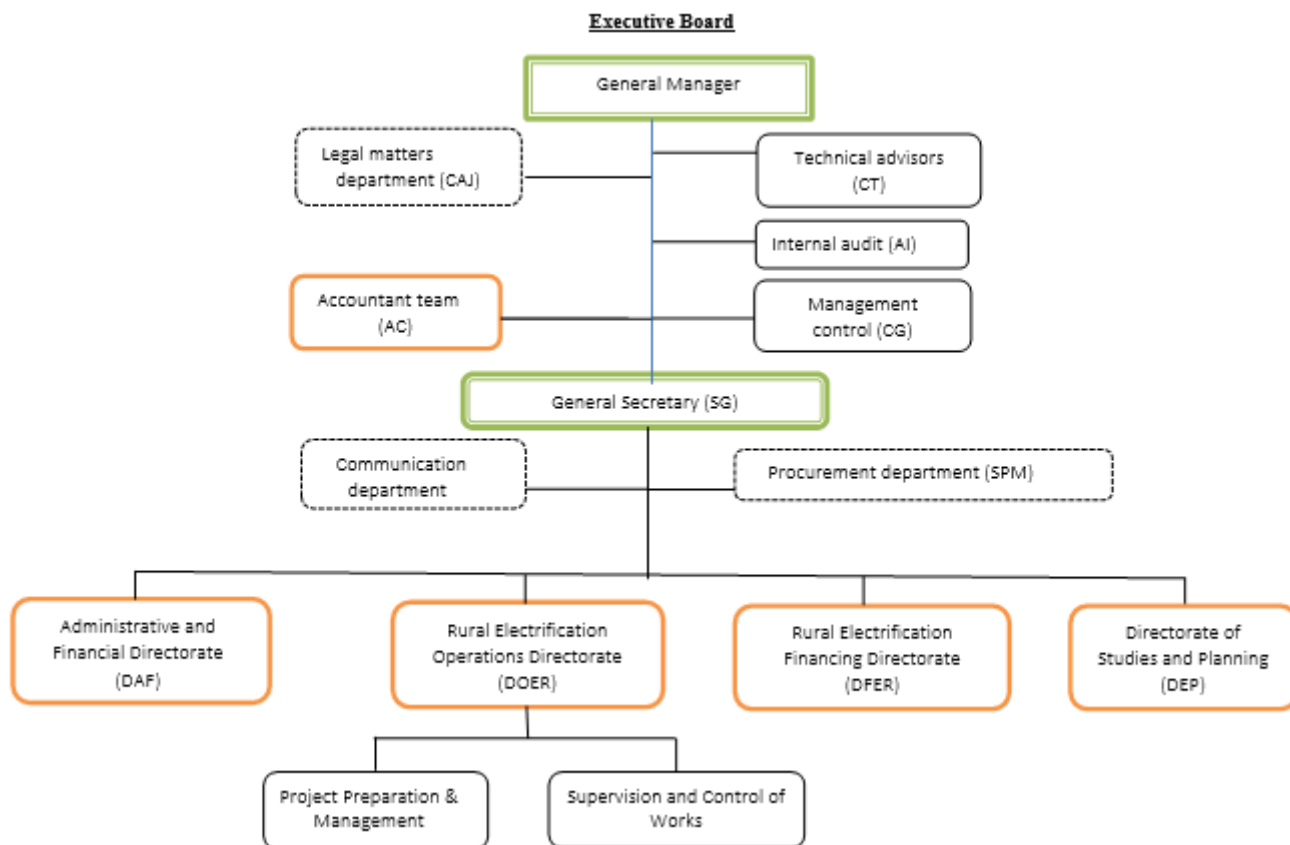 Executive Board
General Manager
Legal matters
department (CAJ)
Technical advisors
(CT)
Internal audit (AI)
Accountant team
(AC)
Management
control (CG)
General Secretary (SG)
Communication
department
Procurement department (SPM)
Administrative and
Financial Directorate
(DAF)
Rural Electrification
Operations Directorate
(DOER)
Rural Electrification
Financing Directorate
(DFER)
Directorate of
Studies and Planning
(DEP)
Project Preparation &
Management
Supervision and Control of
Works